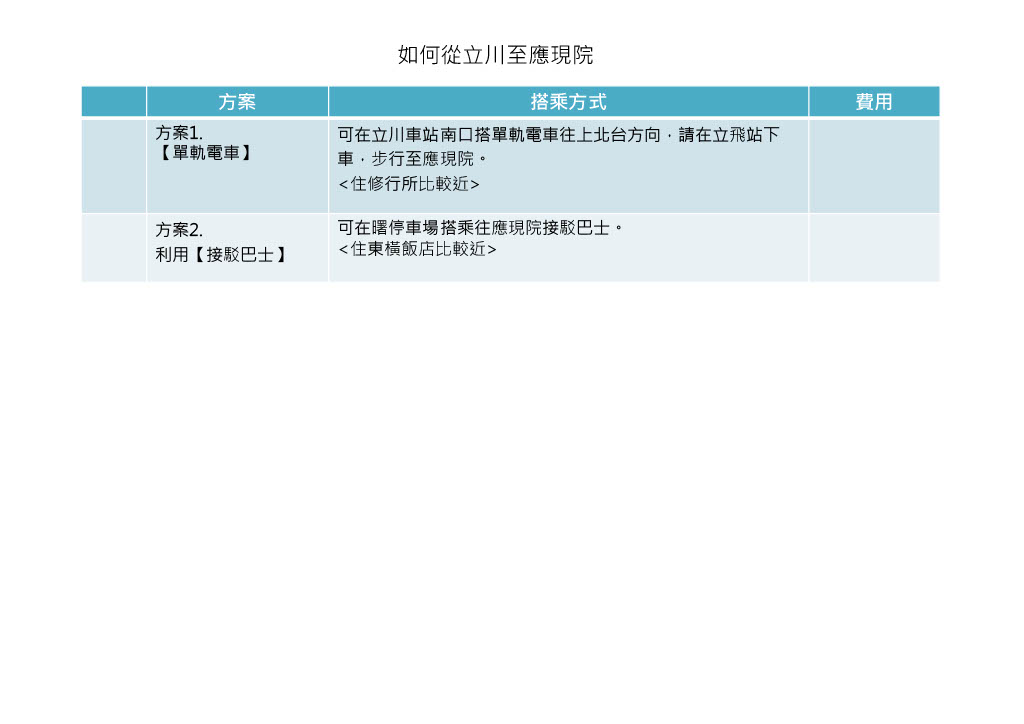 如何從立川至應現院
方案 搭乘方式 費用
方案1.
【單軌電車】
可在立川車站南口搭單軌電車往上北台方向，請在立飛站下
車，步行至應現院。
<住修行所比較近>
方案2.
利用【接駁巴士】
可在曙停車場搭乘往應現院接駁巴士。
<住東橫飯店比較近>